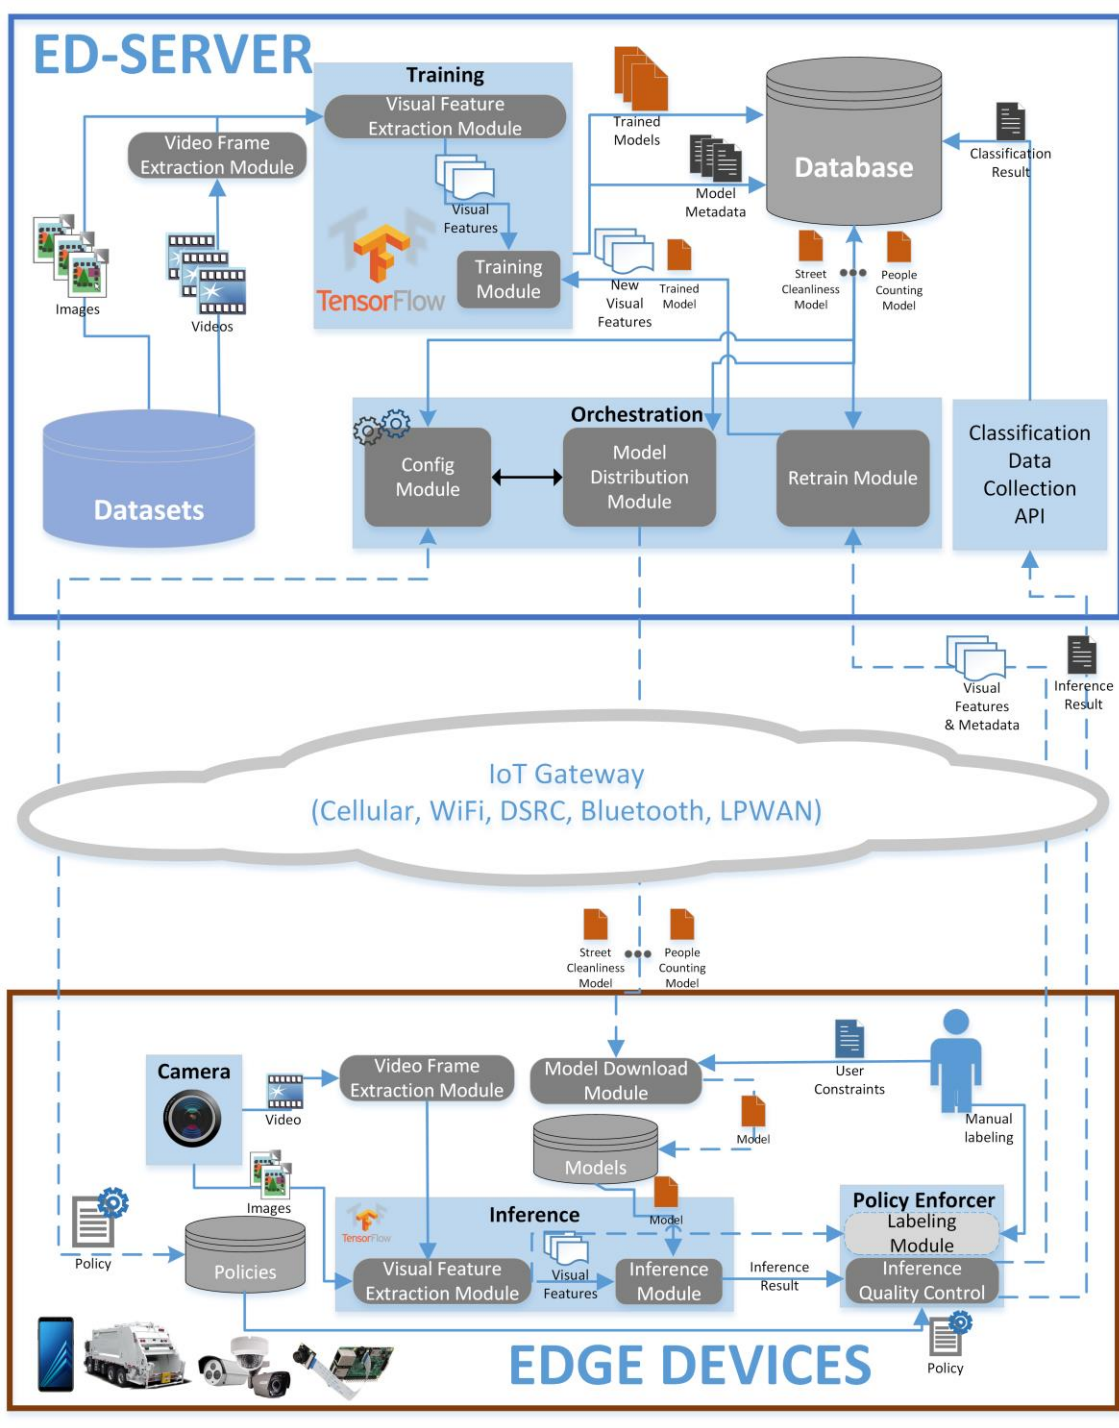 ED-SERVER
Training
Visual Feature
Extraction Module
Video Frame
Extraction Module
Trained
Models
Database
Classification
Result
Model
Metadata
Visual
Features
Images
Videos
TensorFlow
Training
Module
New
Visual
Features
Trained
Model
Street
Cleanliness
Model
People
Counting
Model
Datasets
Orchestration
Config
Module
Model
Distribution
Module
Retrain Module
Classification
Data
Collection
API
Visual
Features
& Metadata
Inference
Result
IoT Gateway
(Cellular, WiFi, DSRC, Bluetooth, LPWAN)
Street
Cleanliness
Model
People
Counting
Model
Camera
Video
Video Frame
Extraction Module
Model Download
Module
User
Constraints
Manual
labeling
Model
Models
Images
Policy
Policies
Inference
TensorFlow
Visual Feature
Extraction Module
Visual
Features
Model
Inference
Module
Inference
Result
Policy Enforcer
Labeling
Module
Inference
Quality Control
Policy
EDGE DEVICES